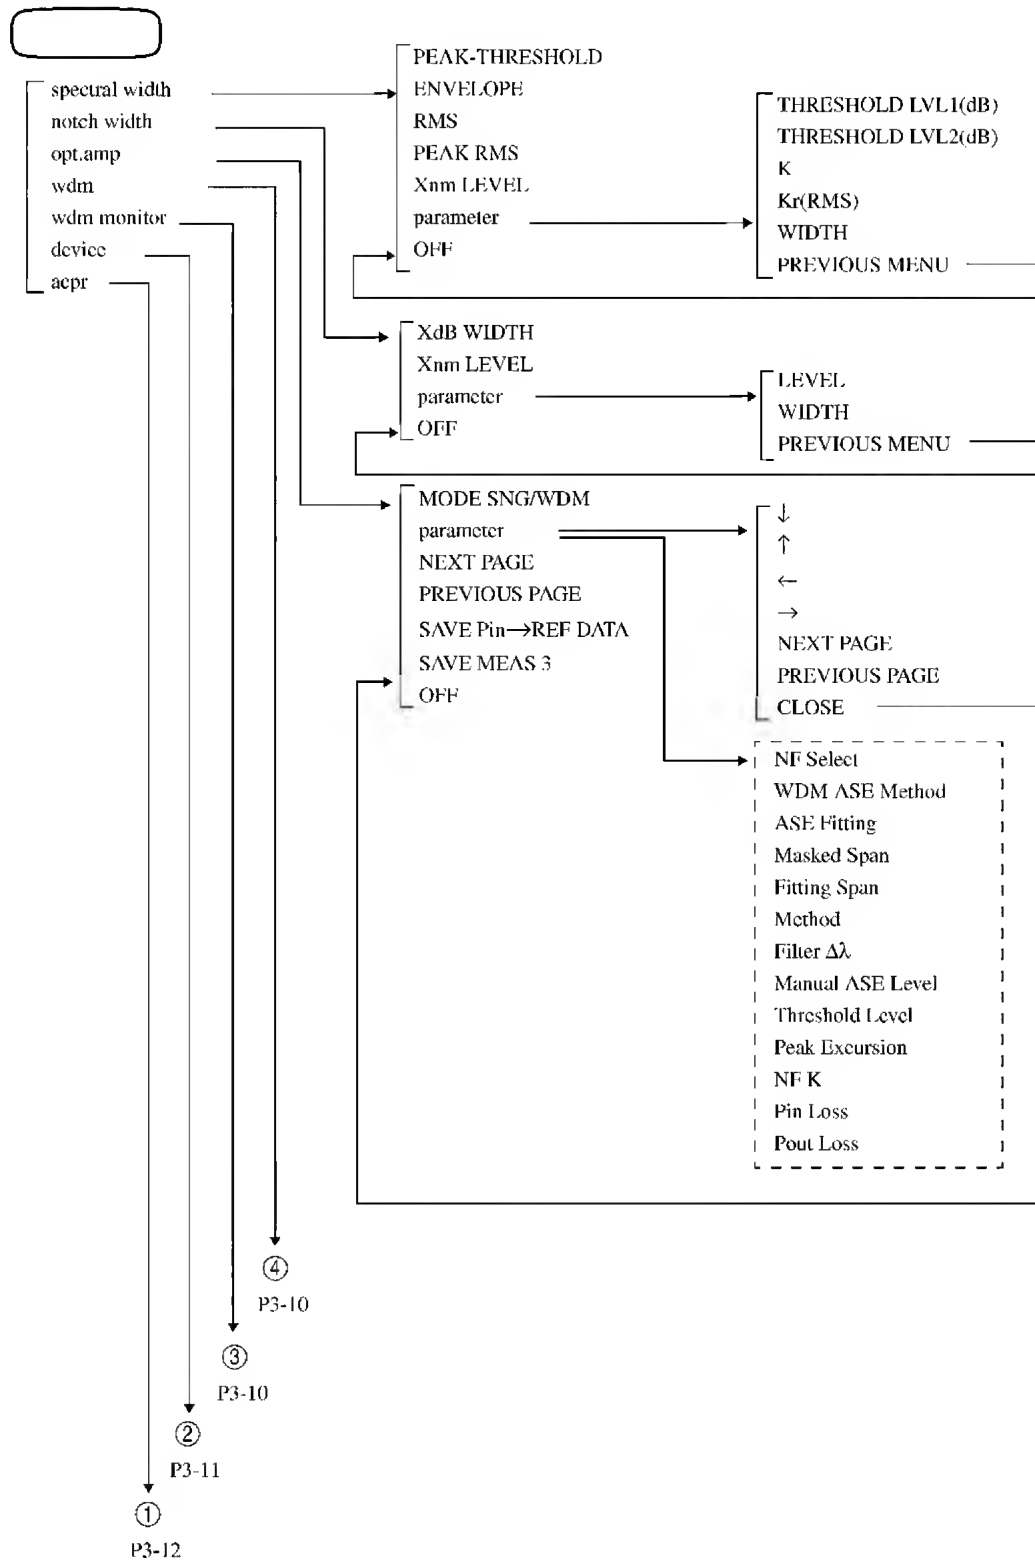 spectral width
notch width
opt.amp
wdm
wdm monitor
device
acpr
PEAK-THRESHOLD
ENVELOPE
RMS
PEAK RMS
Xnm LEVEL
parameter
OFF
THRESHOLD LVL1(dB)
THRESHOLD LVL2(dB)
K
Kr(RMS)
WIDTH
PREVIOUS MENU
XdB WIDTH
Xnm LEVEL
parameter
OFF
LEVEL
WIDTH
PREVIOUS MENU
MODE SNG/WDM
parameter
NEXT PAGE
PREVIOUS PAGE
SAVE Pin→REF DATA
SAVE MEAS 3
OFF
↓
↑
←
→
NEXT PAGE
PREVIOUS PAGE
CLOSE
NF Select
WDM ASE Method
ASE Fitting
Masked Span
Fitting Span
Method
Filter Δλ
Manual ASE Level
Threshold Level
Peak Excursion
NF K
Pin Loss
Pout Loss
④
P3-10
③
P3-10
②
P3-11
①
P3-12